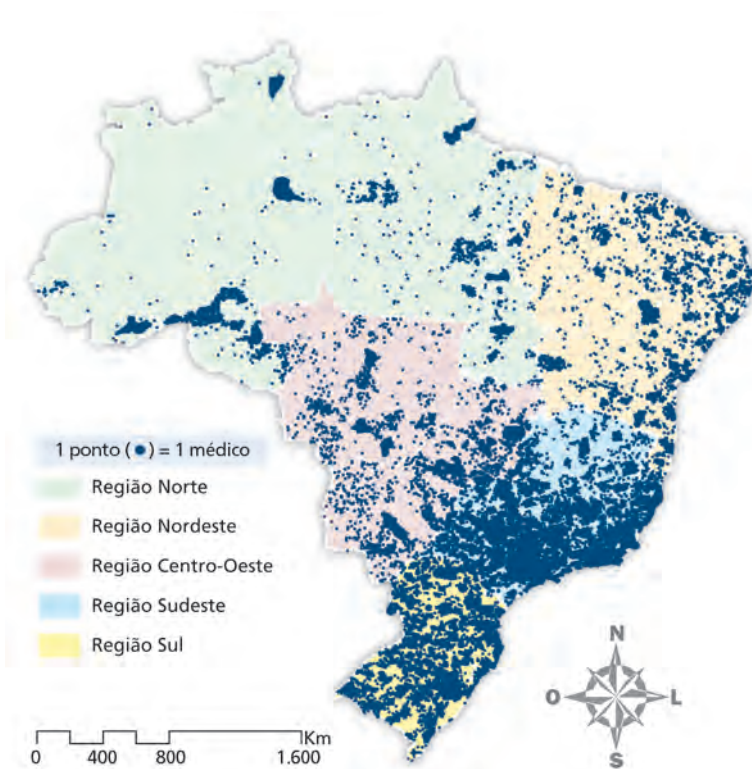 1 ponto (●) = 1 médico
Região Norte
Região Nordeste
Região Centro-Oeste
Região Sudeste
Região Sul
N
O L
S
Km
0 400 800 1.600